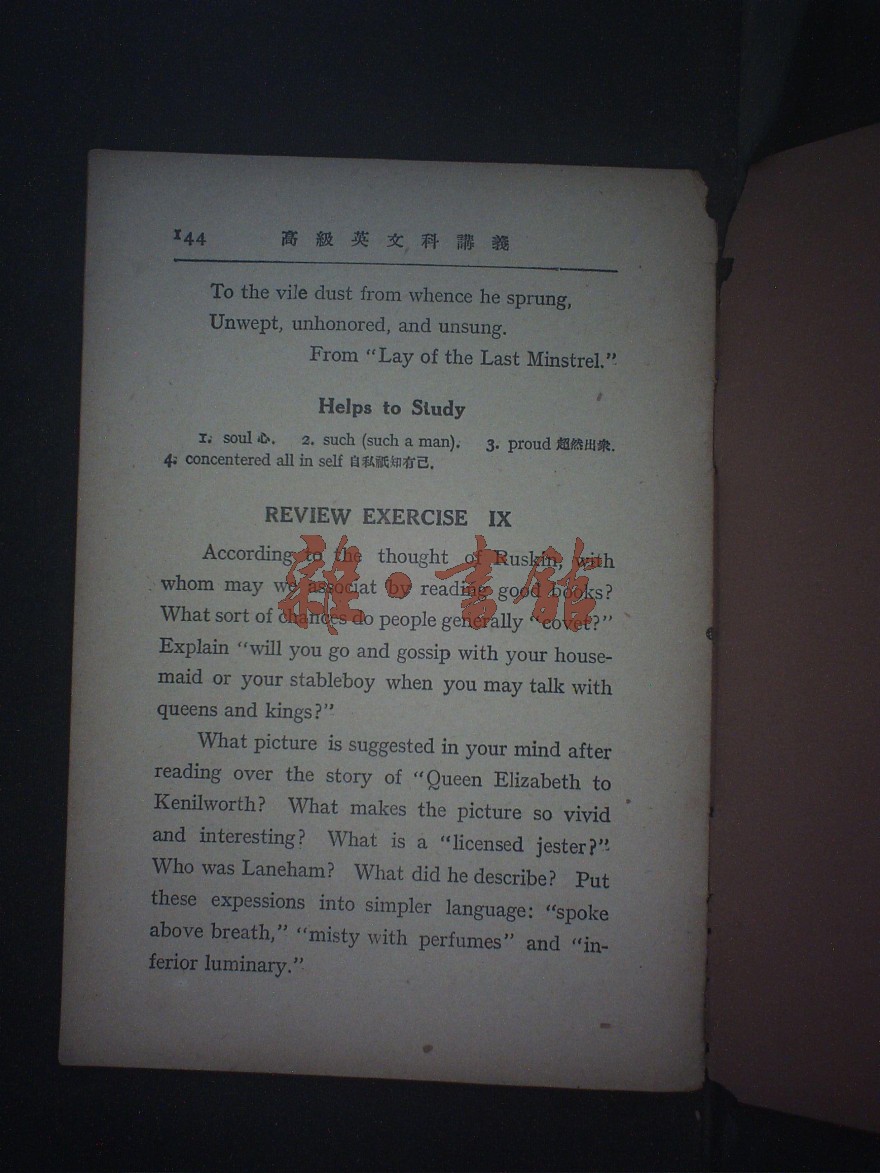 144 高級英文科講義
To the vile dust from whence he sprung,
Unwept, unhonored, and unsung.
From "Lay of the Last Minstrel."
Helps to Study
1. soul 心. 2. such (such a man). 3. proud 超然出衆.
4. concentered all in self 自私祇知有己.
REVIEW EXERCISE IX
According to the thought of Ruskin, with
whom may we associat by reading good books?
What sort of chances do people generally "covet?"
Explain "will you go and gossip with your house-
maid or your stableboy when you may talk with
queens and kings?"
What picture is suggested in your mind after
reading over the story of "Queen Elizabeth to
Kenilworth? What makes the picture so vivid
and interesting? What is a "licensed jester?"
Who was Laneham? What did he describe? Put
these expessions into simpler language: "spoke
above breath," "misty with perfumes" and "in-
ferior luminary."
雜·書館